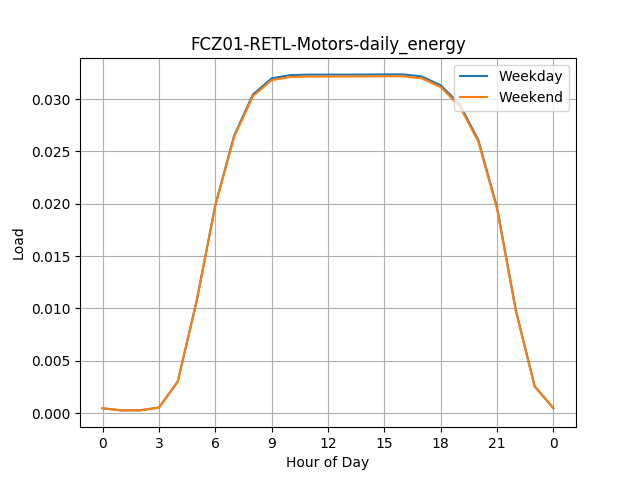 FCZ01-RETL-Motors-daily_energy
Weekday
Weekend
0.030
0.025
0.020
0.015
0.010
0.005
0.000
Load
0 3 6 9 12 15 18 21 0
Hour of Day